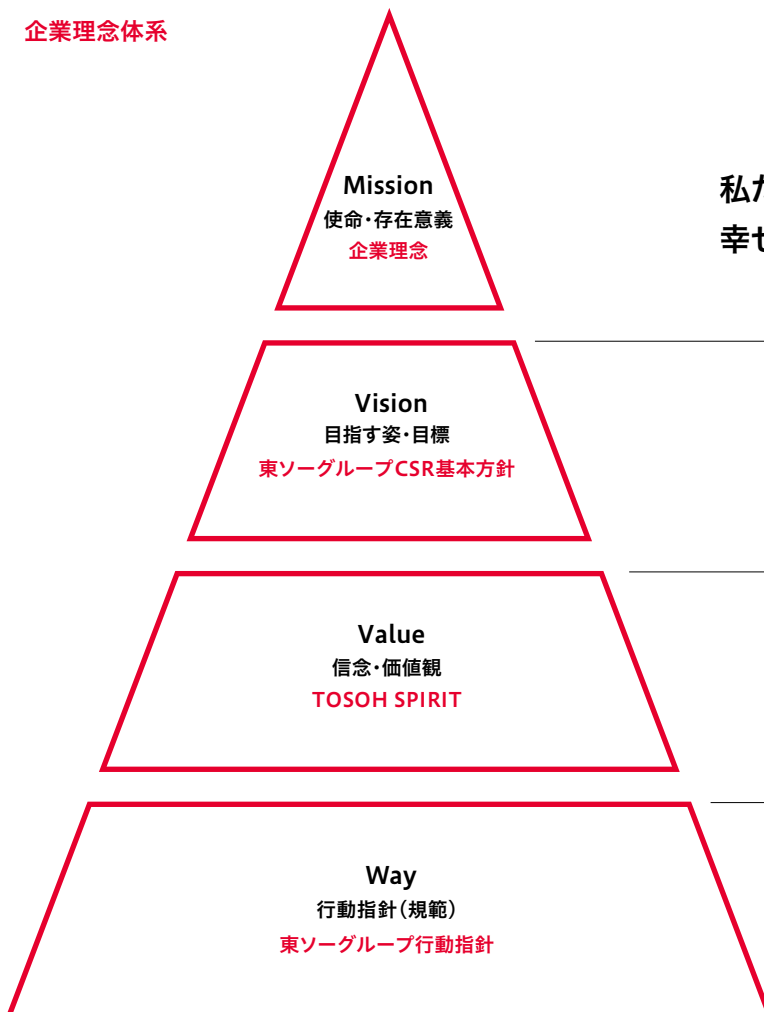 企業理念体系
Mission
使命・存在意義
企業理念
私
幸せ
Vision
目指す姿・目標
東ソーグループCSR基本方針
Value
信念・価値観
TOSOH SPIRIT
Way
行動指針（規範）
東ソーグループ行動指針